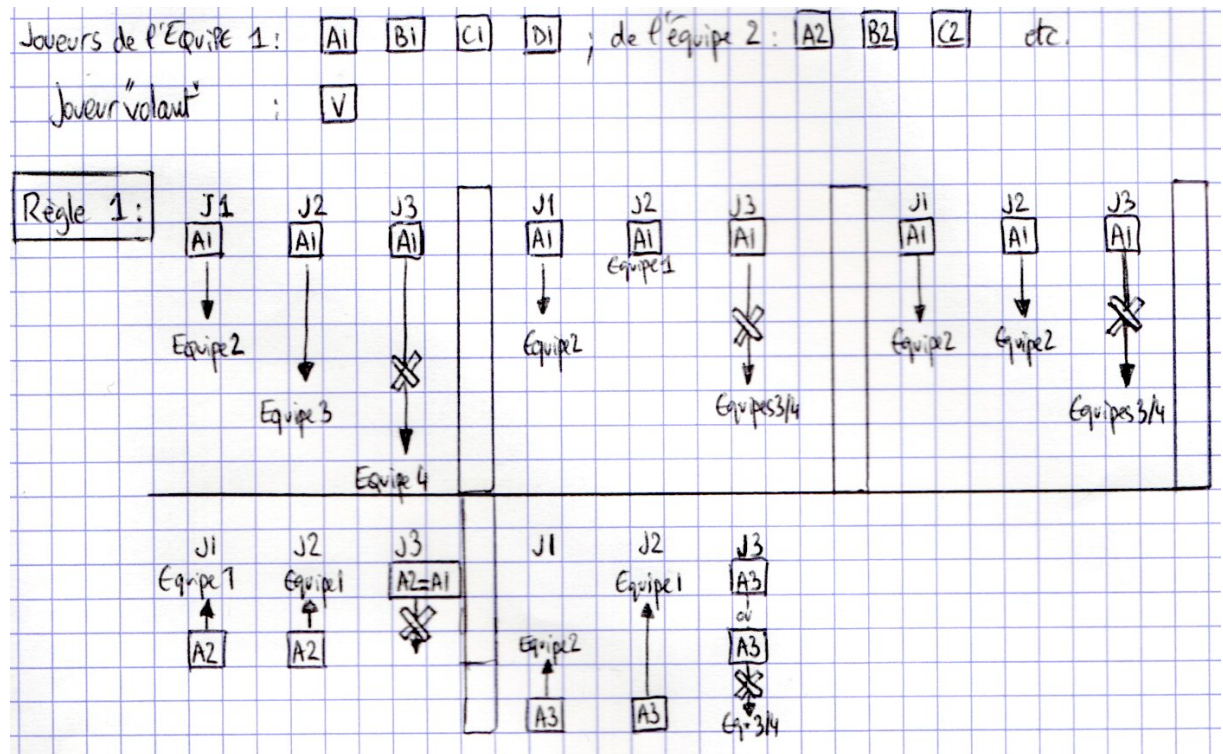 Joueurs de l'Equipe 1: A1 B1 C1 D1 ; de l'équipe 2: A2 B2 C2 etc.
Joueur "volant" : V
Règle 1: J1 J2 J3 J1 J2 J3 J1 J2 J3
A1 A1 A1 A1 A1 A1 A1 A1 A1
Equipe 1
Equipe 2 Equipe 2 Equipe 2 Equipe 2
Equipe 3 Equipes 3/4 Equipes 3/4
Equipe 4
J1 J2 J3 J1 J2 J3
Equipe 1 Equipe 1 A2=A1 Equipe 1 A3
ou
A2 A2 Equipe 2 A3
A3 A3 Eq. 3/4